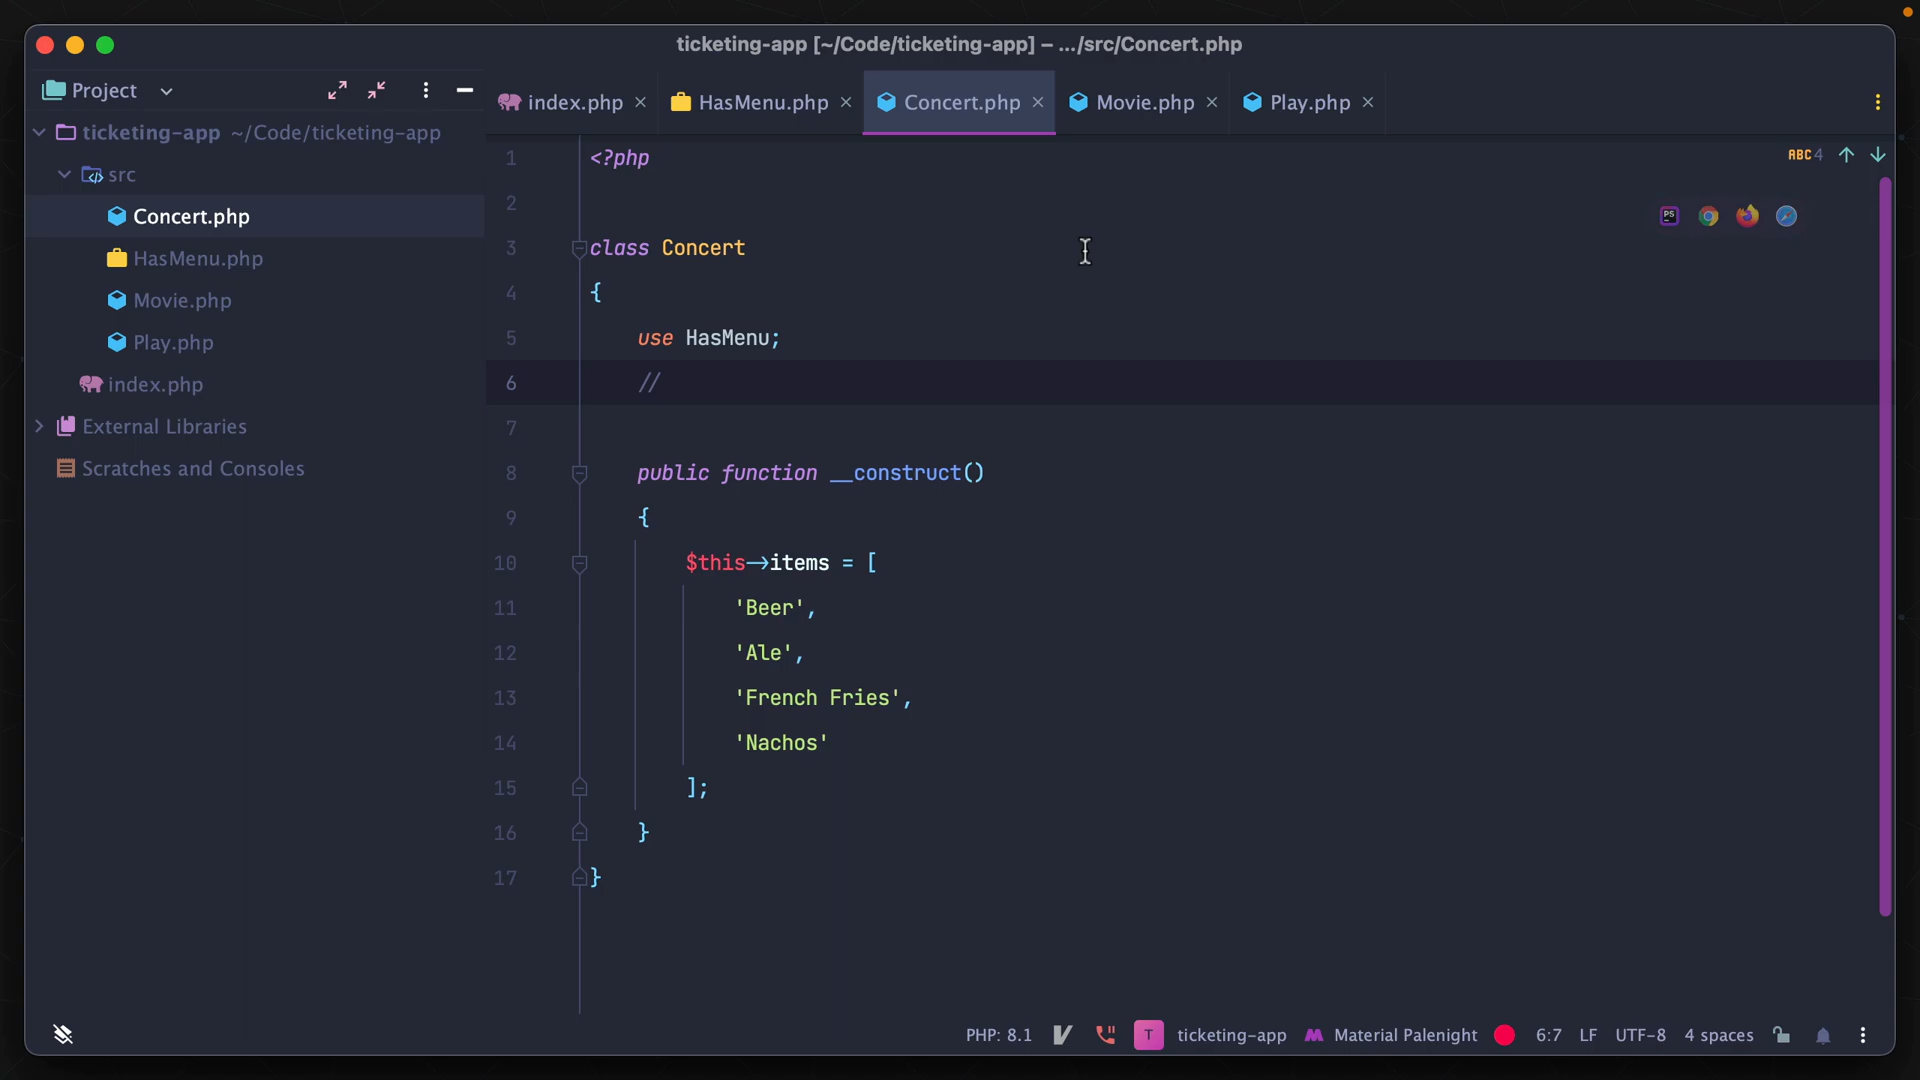 ticketing-app [~/Code/ticketing-app] – .../src/Concert.php
Project
index.php
HasMenu.php
Concert.php
Movie.php
Play.php
ticketing-app ~/Code/ticketing-app
src
Concert.php
HasMenu.php
Movie.php
Play.php
index.php
External Libraries
Scratches and Consoles
ABC 4
PS
1 <?php
2
3 class Concert
4 {
5 use HasMenu;
6 //
7
8 public function __construct()
9 {
10 $this->items = [
11 'Beer',
12 'Ale',
13 'French Fries',
14 'Nachos'
15 ];
16 }
17 }
PHP: 8.1 T ticketing-app Material Palenight 6:7 LF UTF-8 4 spaces